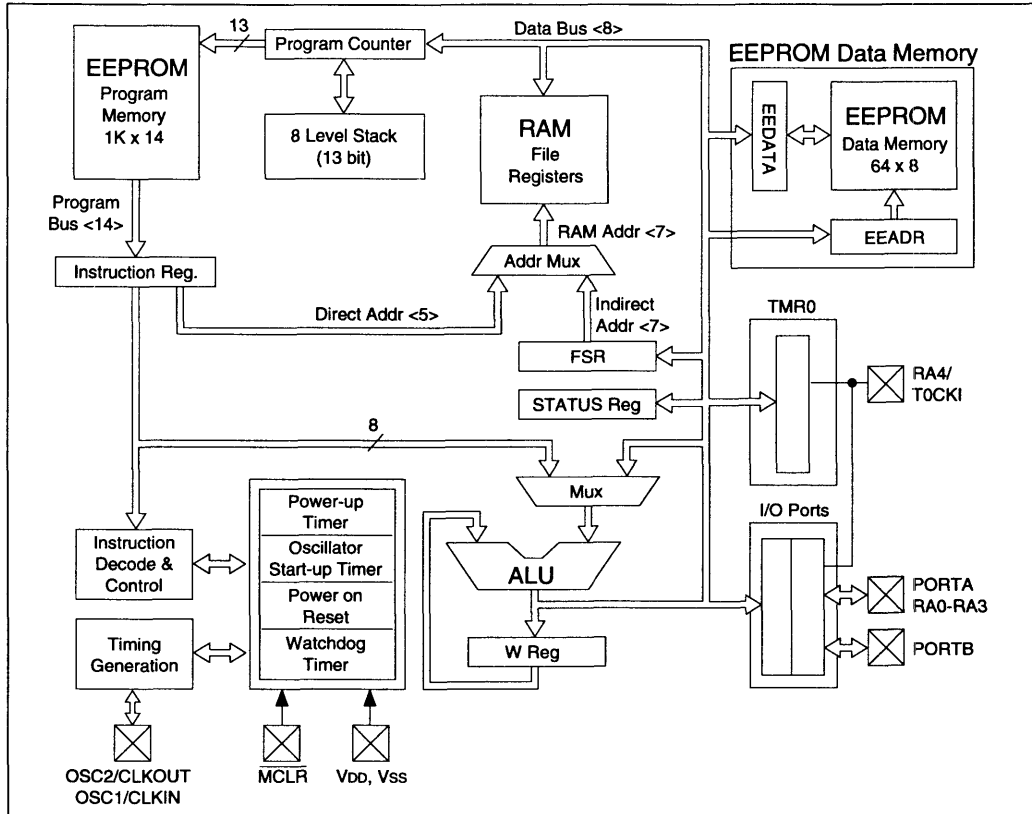 13
Program Counter
Data Bus <8>
EEPROM
Program
Memory
1K x 14
8 Level Stack
(13 bit)
RAM
File
Registers
EEPROM Data Memory
EEDATA
EEPROM
Data Memory
64 x 8
EEADR
Program
Bus <14>
RAM Addr <7>
Instruction Reg.
Addr Mux
Direct Addr <5>
Indirect
Addr <7>
TMR0
FSR
RA4/
T0CKI
STATUS Reg
8
Mux
Power-up
Timer
I/O Ports
Instruction
Decode &
Control
Oscillator
Start-up Timer
ALU
Power on
Reset
PORTA
RA0-RA3
Timing
Generation
Watchdog
Timer
W Reg
PORTB
OSC2/CLKOUT
OSC1/CLKIN
MCLR
VDD, VSS